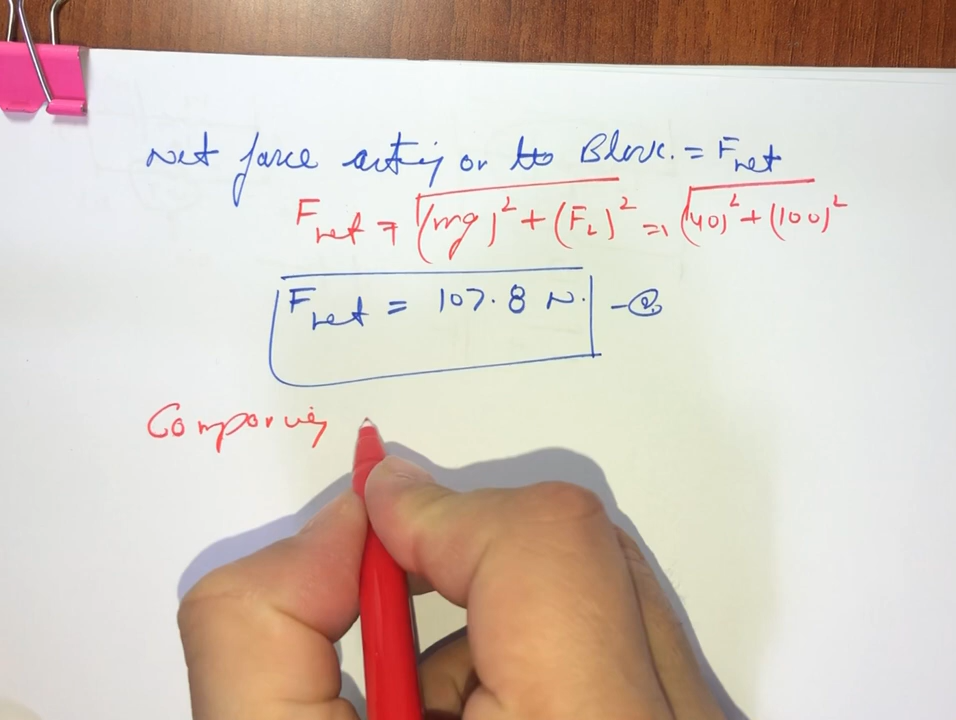 Net force acting on the Block. = Fnet
Fnet = √(mg)² + (F₂)² = √(40)² + (100)²
Fnet = 107.8 N. -②
Comparing